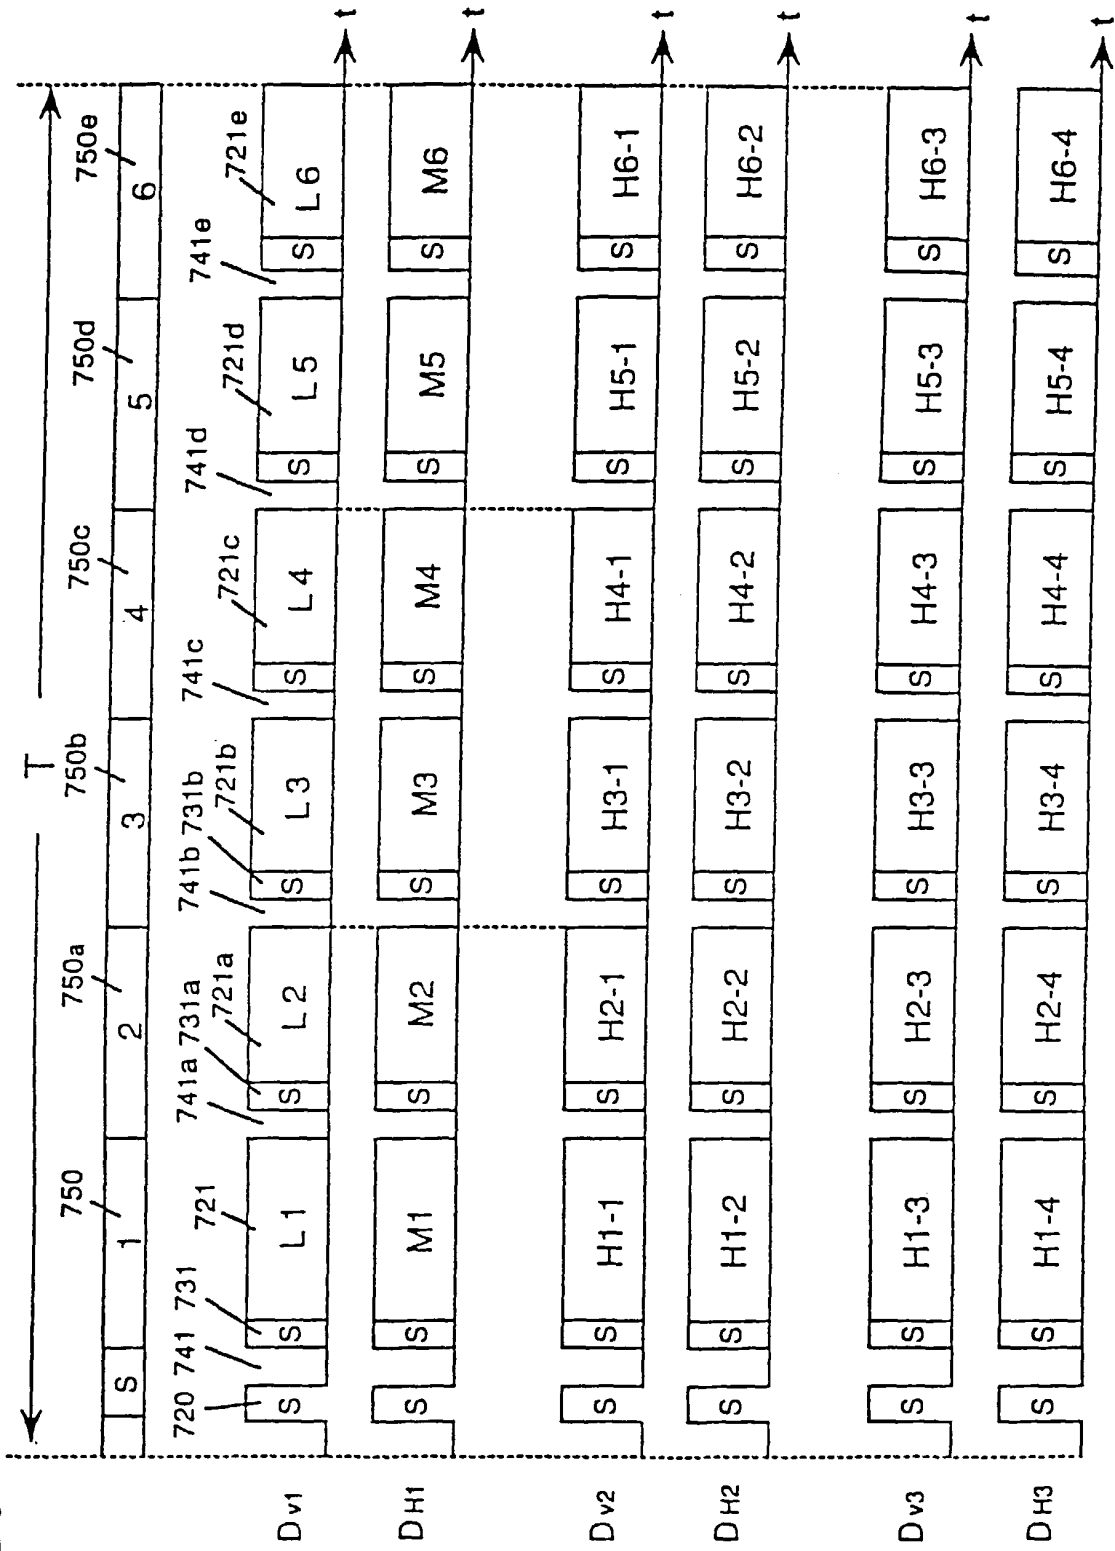 T
750 750a 750b 750c 750d 750e
S 1 2 3 4 5 6
720 741 731 721 741a 731a 721a 741b 731b 721b 741c 721c 741d 721d 741e 721e
Dv1 S S L1 S L2 S L3 S L4 S L5 S L6 t
DH1 S S M1 S M2 S M3 S M4 S M5 S M6 t
Dv2 S S H1-1 S H2-1 S H3-1 S H4-1 S H5-1 S H6-1 t
DH2 S S H1-2 S H2-2 S H3-2 S H4-2 S H5-2 S H6-2 t
Dv3 S S H1-3 S H2-3 S H3-3 S H4-3 S H5-3 S H6-3 t
DH3 S S H1-4 S H2-4 S H3-4 S H4-4 S H5-4 S H6-4 t